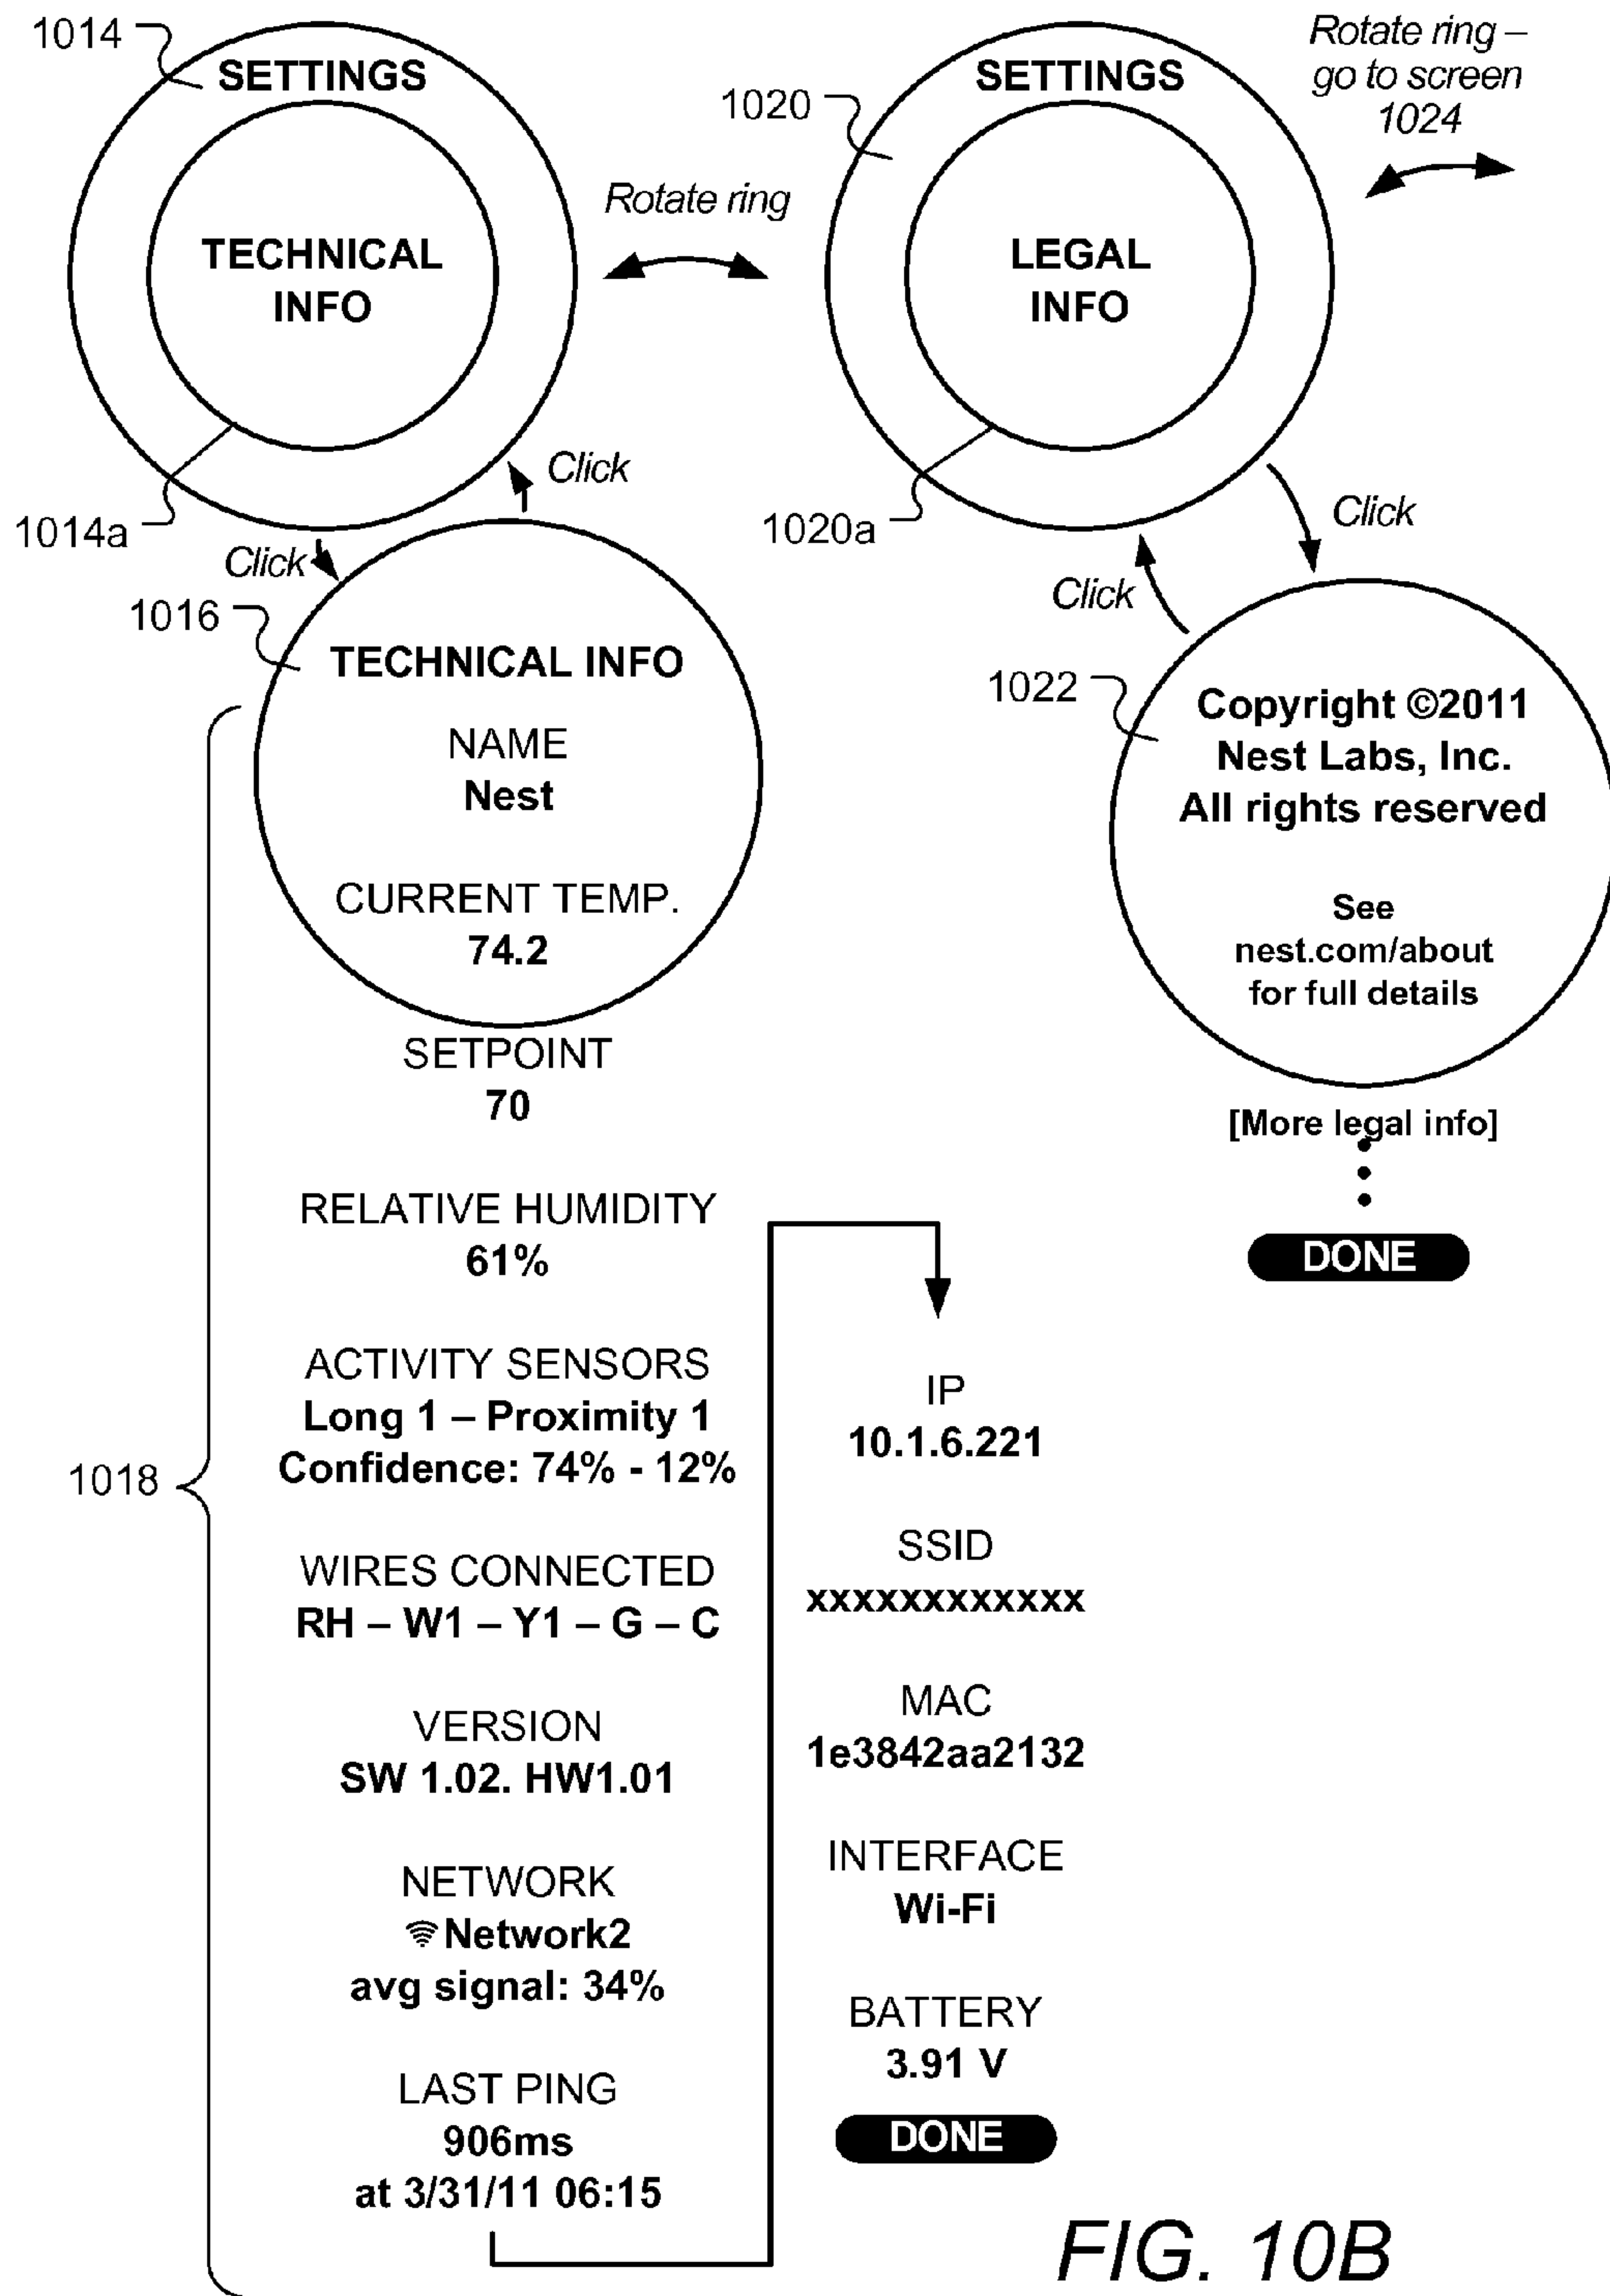 1014
SETTINGS
TECHNICAL
INFO
1014a
Rotate ring
1020
SETTINGS
LEGAL
INFO
1020a
Rotate ring –
go to screen
1024
Click
Click
1016
TECHNICAL INFO
NAME
Nest
CURRENT TEMP.
74.2
SETPOINT
70
RELATIVE HUMIDITY
61%
ACTIVITY SENSORS
Long 1 – Proximity 1
Confidence: 74% - 12%
1018
WIRES CONNECTED
RH – W1 – Y1 – G – C
VERSION
SW 1.02. HW1.01
NETWORK
Network2
avg signal: 34%
LAST PING
906ms
at 3/31/11 06:15
IP
10.1.6.221
SSID
xxxxxxxxxxxx
MAC
1e3842aa2132
INTERFACE
Wi-Fi
BATTERY
3.91 V
DONE
Click
Click
1022
Copyright ©2011
Nest Labs, Inc.
All rights reserved
See
nest.com/about
for full details
[More legal info]
DONE
FIG. 10B